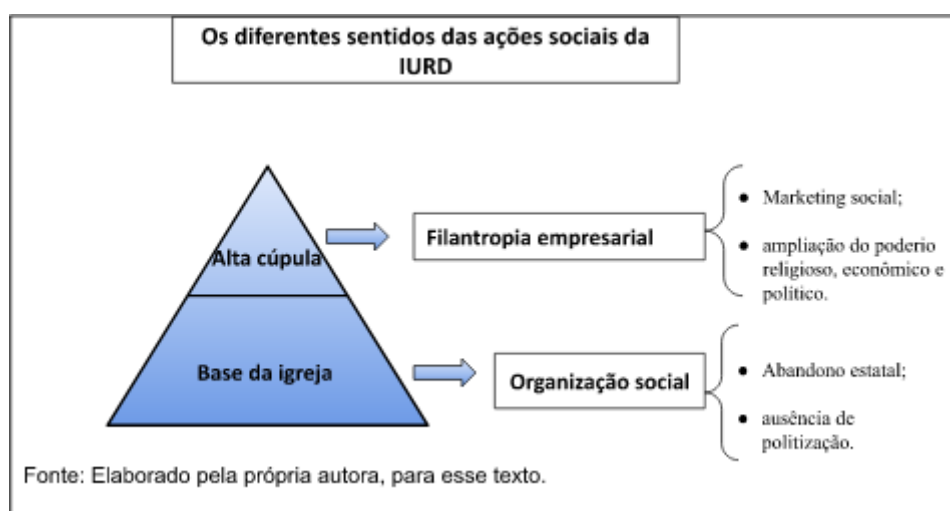 Os diferentes sentidos das ações sociais da
IURD
Alta cúpula
Filantropia empresarial
● Marketing social;
● ampliação do poderio
religioso, econômico e
político.
Base da igreja
Organização social
● Abandono estatal;
● ausência de
politização.
Fonte: Elaborado pela própria autora, para esse texto.